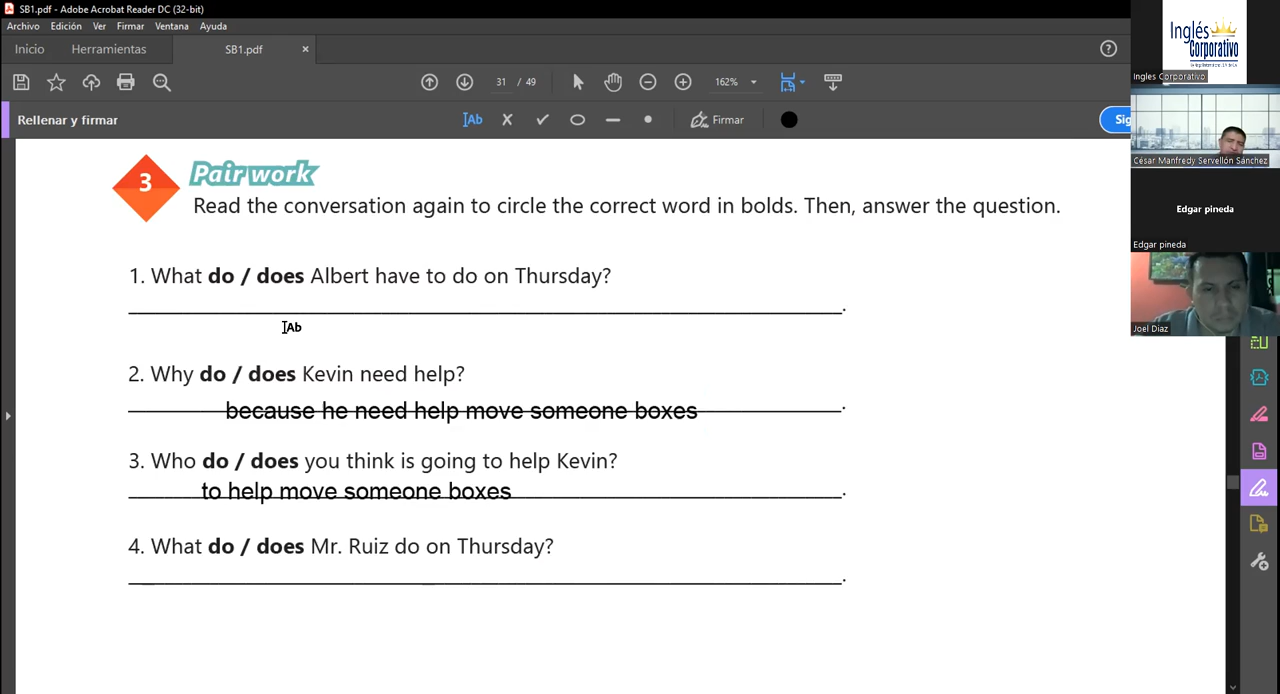 SB1.pdf - Adobe Acrobat Reader DC (32-bit)
Archivo Edición Ver Firmar Ventana Ayuda
Inicio Herramientas SB1.pdf ×
31 / 49 162%
Rellenar y firmar
Ab Firmar Sig
3 Pair work
Read the conversation again to circle the correct word in bolds. Then, answer the question.
1. What do / does Albert have to do on Thursday?
Ab
2. Why do / does Kevin need help?
because he need help move someone boxes
3. Who do / does you think is going to help Kevin?
to help move someone boxes
4. What do / does Mr. Ruiz do on Thursday?
Inglés
Corporativo
Ingles Corporativo
César Manfredy Servellón Sánchez
Edgar pineda
Edgar pineda
Joel Diaz